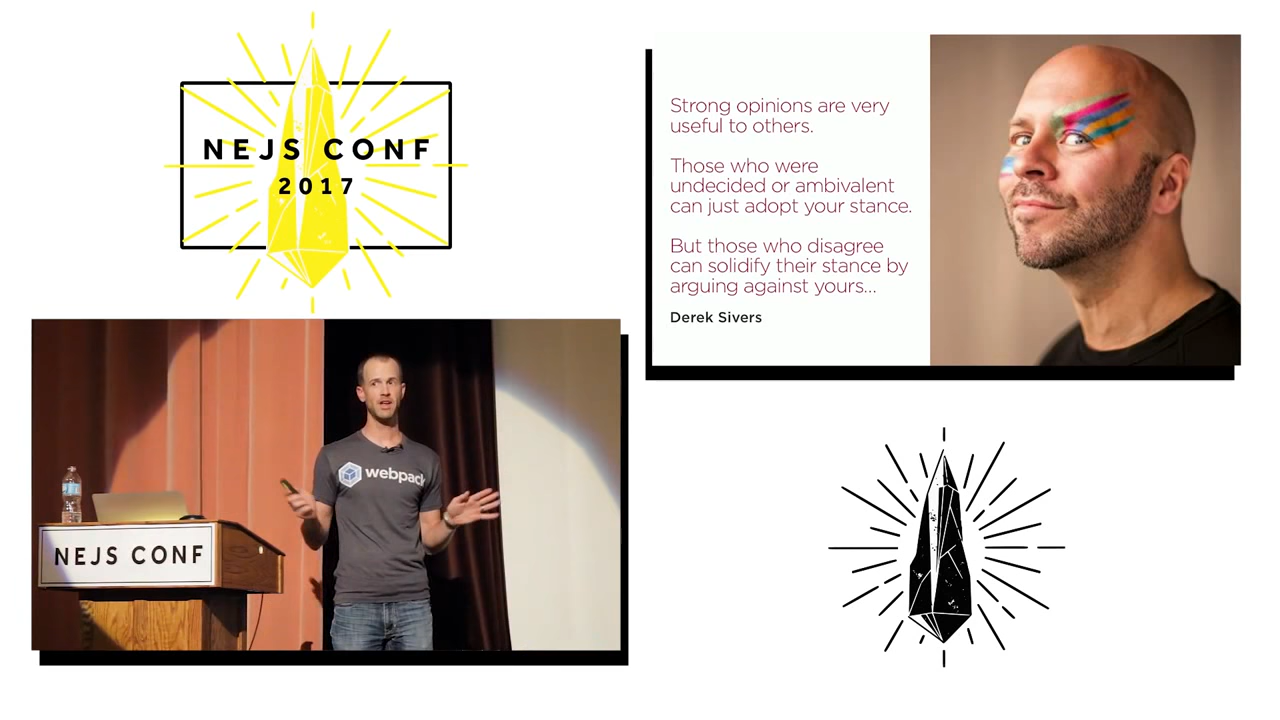 NEJS CONF
2017
Strong opinions are very
useful to others.
Those who were
undecided or ambivalent
can just adopt your stance.
But those who disagree
can solidify their stance by
arguing against yours...
Derek Sivers
webpack
NEJS CONF